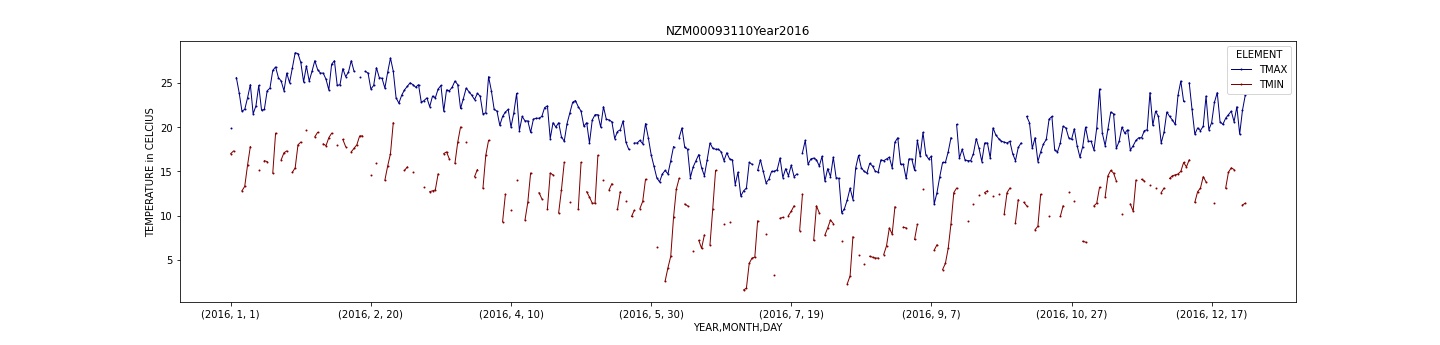 NZM00093110Year2016
ELEMENT
TMAX
TMIN
TEMPERATURE in CELCIUS
25
20
15
10
5
(2016, 1, 1) (2016, 2, 20) (2016, 4, 10) (2016, 5, 30) (2016, 7, 19) (2016, 9, 7) (2016, 10, 27) (2016, 12, 17)
YEAR,MONTH,DAY